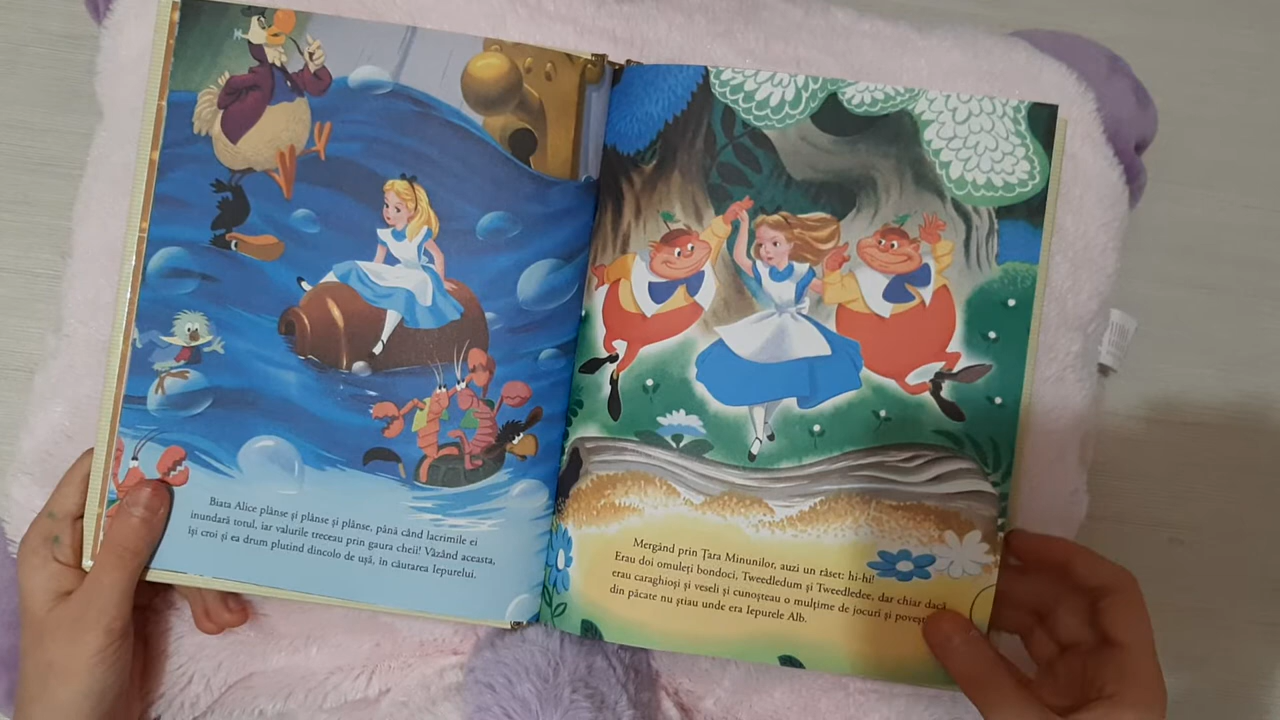 Biata Alice plânse și plânse și plânse, până când lacrimile ei
inundară totul, iar valurile treceau prin gaura cheii! Văzând aceasta,
își croi și ea drum plutind dincolo de ușă, în căutarea Iepurelui.
Mergând prin Țara Minunilor, auzi un râset: hi-hi!
Erau doi omuleți bondoci, Tweedledum și Tweedledee, dar chiar dacă
erau caraghioși și veseli și cunoșteau o mulțime de jocuri și
din păcate nu știau unde era Iepurele Alb.